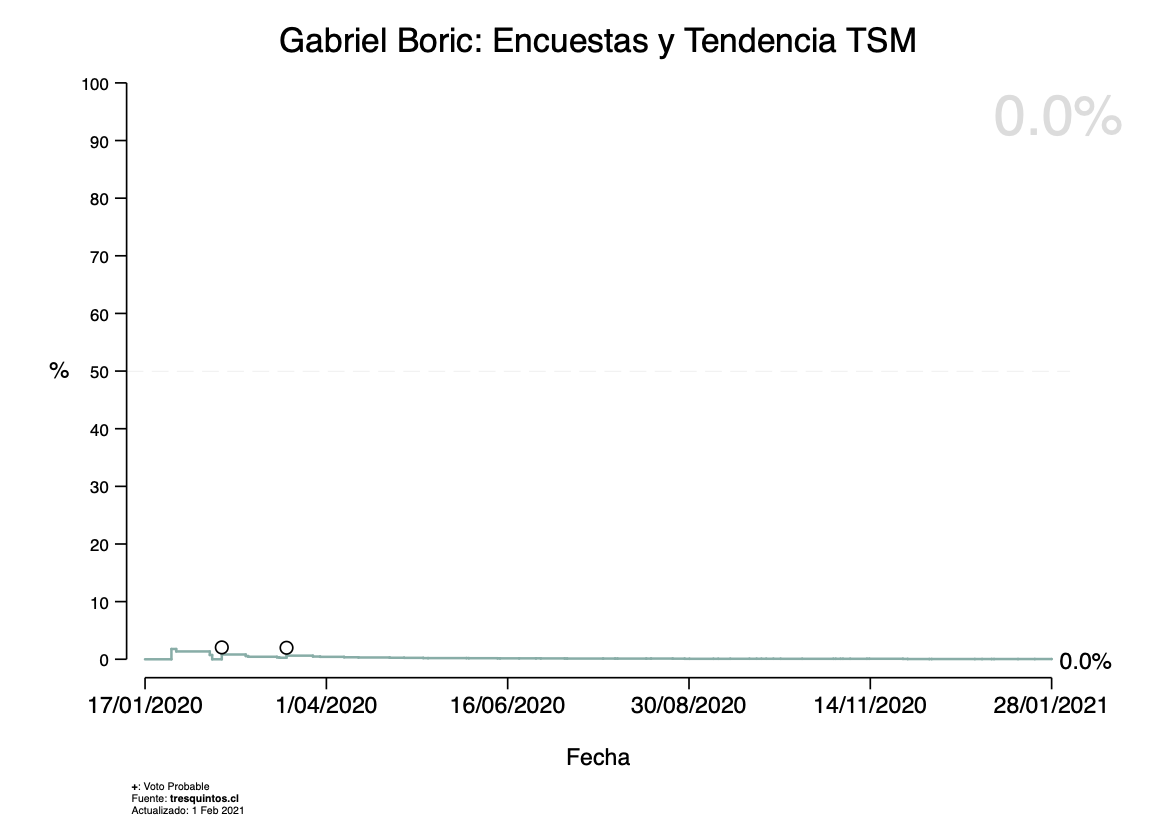 Gabriel Boric: Encuestas y Tendencia TSM
0.0%
100
90
80
70
60
% 50
40
30
20
10
0
0.0%
17/01/2020 1/04/2020 16/06/2020 30/08/2020 14/11/2020 28/01/2021
Fecha
+: Voto Probable
Fuente: tresquintos.cl
Actualizado: 1 Feb 2021